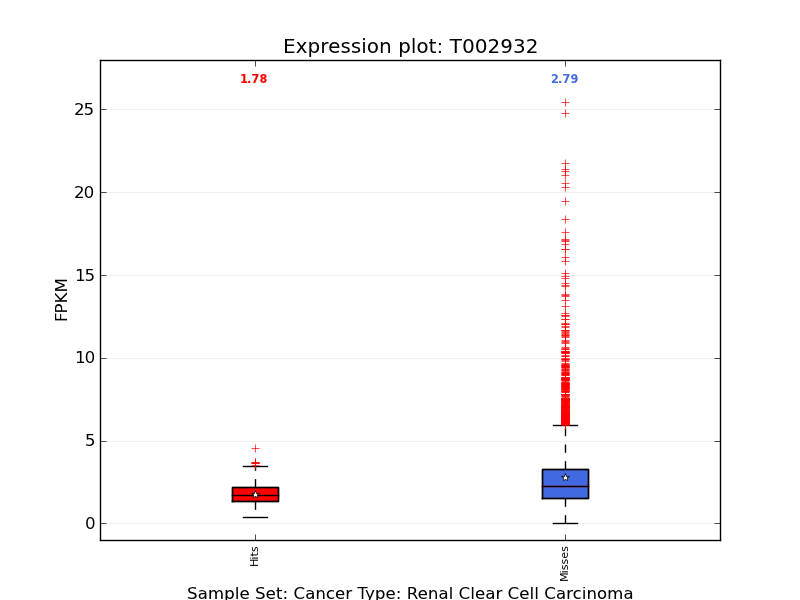 Expression plot: T002932
1.78
2.79
25
20
15
10
5
0
FPKM
Hits
Misses
Sample Set: Cancer Type: Renal Clear Cell Carcinoma